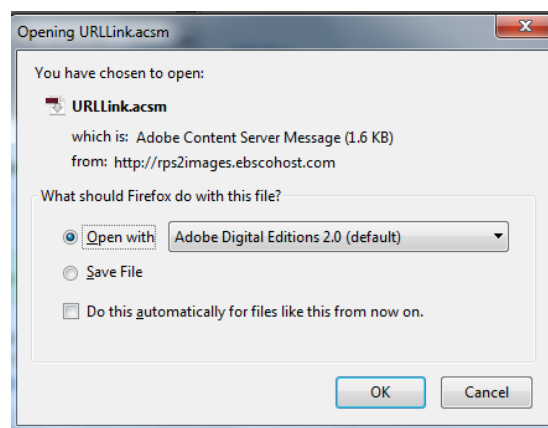 Opening URLLink.acsm
You have chosen to open:
URLLink.acsm
which is: Adobe Content Server Message (1.6 KB)
from: http://rps2images.ebscohost.com
What should Firefox do with this file?
Open with Adobe Digital Editions 2.0 (default)
Save File
Do this automatically for files like this from now on.
OK Cancel